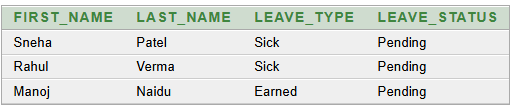 FIRST_NAME LAST_NAME LEAVE_TYPE LEAVE_STATUS
Sneha Patel Sick Pending
Rahul Verma Sick Pending
Manoj Naidu Earned Pending